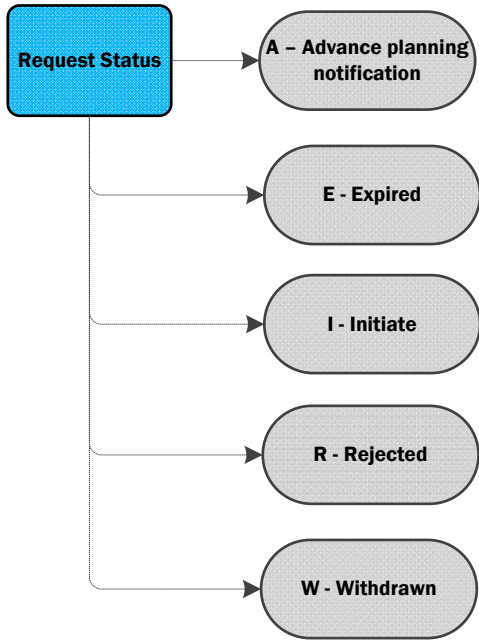 Request Status
A – Advance planning
notification
E - Expired
I - Initiate
R - Rejected
W - Withdrawn